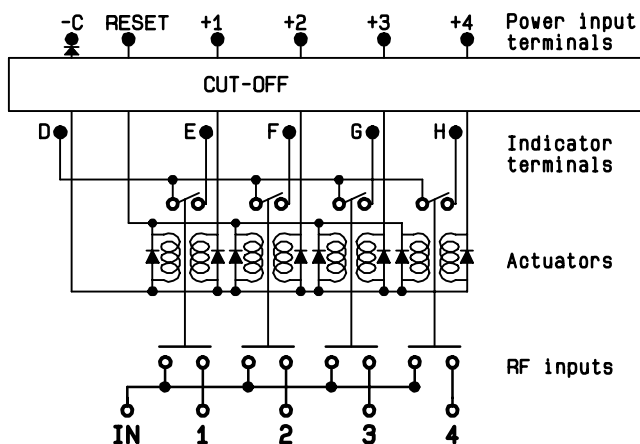 -C RESET +1 +2 +3 +4 Power input
terminals
CUT-OFF
D E F G H Indicator
terminals
Actuators
RF inputs
IN 1 2 3 4